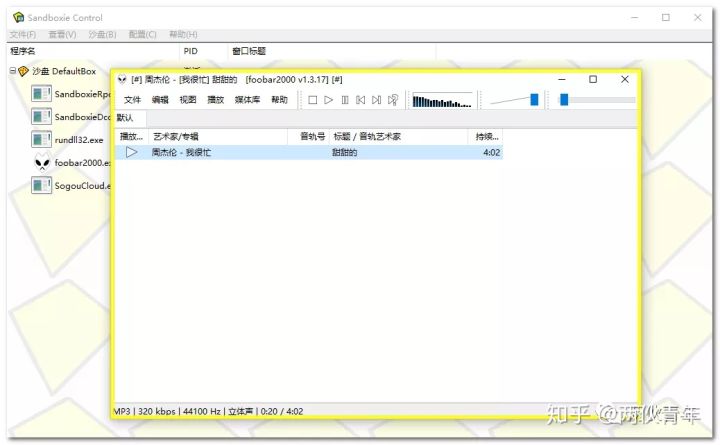 Sandboxie Control
文件(F) 查看(V) 沙盘(B) 配置(C) 帮助(H)
程序名 PID 窗口标题
沙盘 DefaultBox
SandboxieRpc
SandboxieDco
rundll32.exe
foobar2000.ex
SogouCloud.e
[#] 周杰伦 - [我很忙] 甜甜的 [foobar2000 v1.3.17] [#]
文件 编辑 视图 播放 媒体库 帮助
默认
播放... 艺术家/专辑 音轨号 标题 / 音轨艺术家 持续...
周杰伦 - 我很忙 甜甜的 4:02
MP3 | 320 kbps | 44100 Hz | 立体声 | 0:20 / 4:02
知乎 @两伙青年